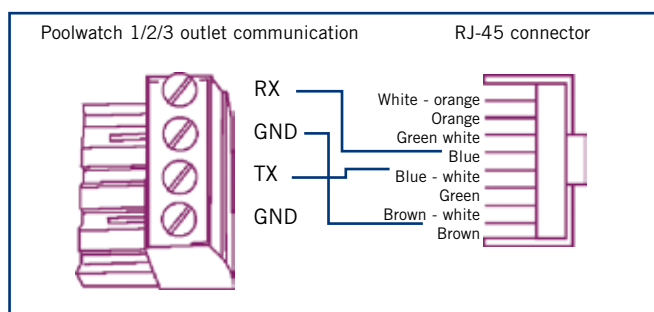 Poolwatch 1/2/3 outlet communication
RJ-45 connector
RX
GND
TX
GND
White - orange
Orange
Green white
Blue
Blue - white
Green
Brown - white
Brown